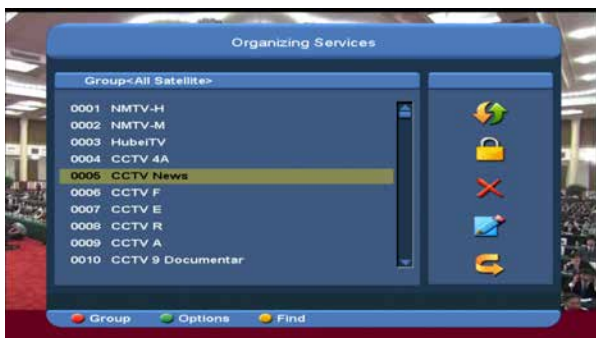 Organizing Services
Group<All Satellite>
0001 NMTV-H
0002 NMTV-M
0003 HubeiTV
0004 CCTV 4A
0005 CCTV News
0006 CCTV F
0007 CCTV E
0008 CCTV R
0009 CCTV A
0010 CCTV 9 Documentar
Group Options Find